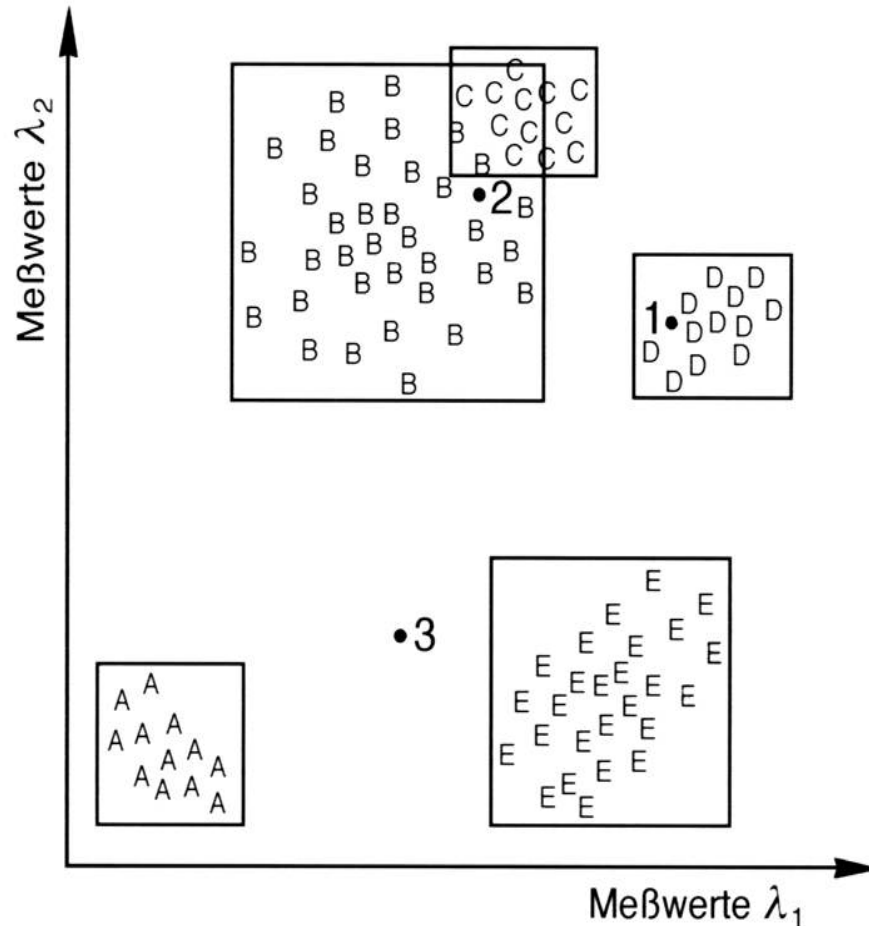 Meßwerte λ₂
C
B B C C C C C
B B C C C
B B
B B B C C C
B B 2 B
B B B B
B B B B B B
B B B B D D
B B B B D D D
B B 1 D D D
B B D D D
B D
E
E E
3 E E E E
A E E E E E E
A A E E E E E
A A A E E E
A A E E
A A A A E E E
Meßwerte λ₁